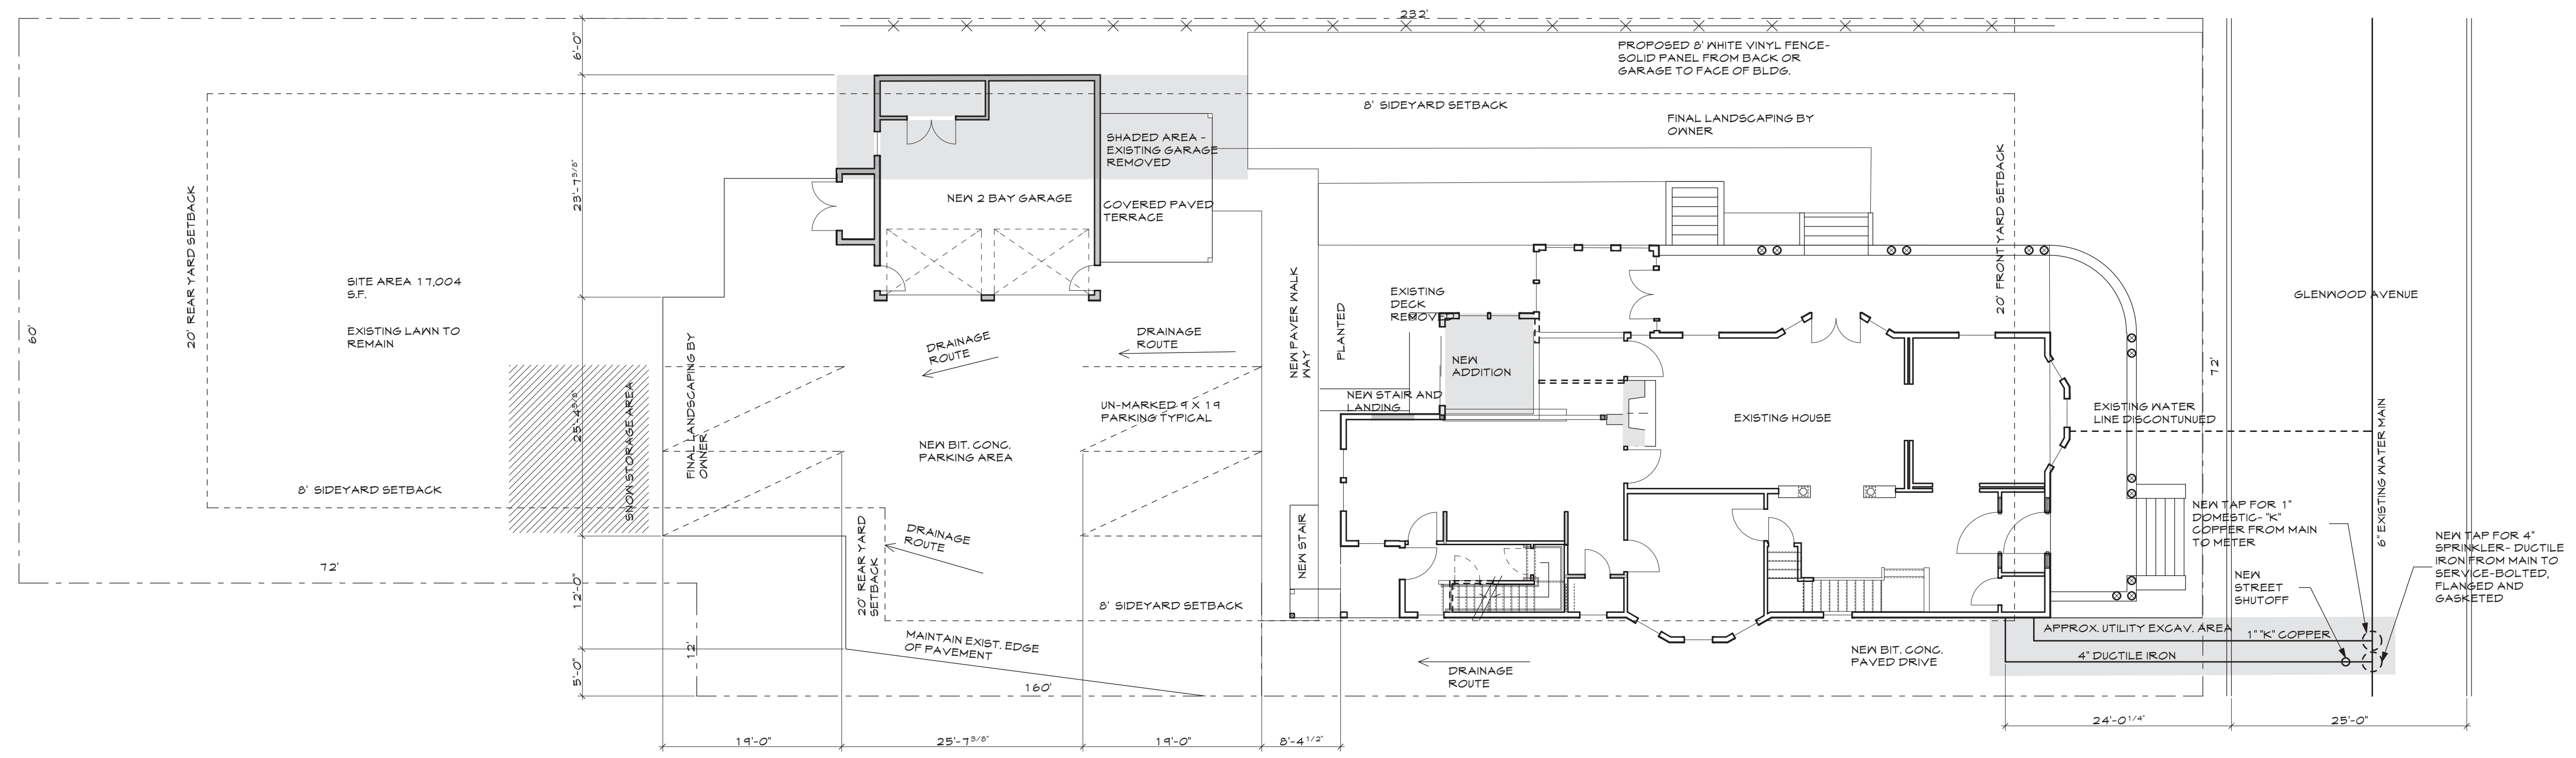 232'
6'-0"
PROPOSED 8' WHITE VINYL FENCE-
SOLID PANEL FROM BACK OR
GARAGE TO FACE OF BLDG.
8' SIDEYARD SETBACK
FINAL LANDSCAPING BY
OWNER
SHADED AREA -
EXISTING GARAGE
REMOVED
NEW 2 BAY GARAGE
COVERED PAVED
TERRACE
23'-7 3/8"
20' REAR YARD SETBACK
20' FRONT YARD SETBACK
SITE AREA 17,004
S.F.
EXISTING LAWN TO
REMAIN
60'
GLENWOOD AVENUE
EXISTING
DECK
REMOVED
NEW PAVER WALK
WAY
PLANTED
DRAINAGE
ROUTE
DRAINAGE
ROUTE
NEW
ADDITION
72'
FINAL LANDSCAPING BY
OWNER
SNOW STORAGE AREA
25'-4 5/8"
UN-MARKED 9 X 19
PARKING TYPICAL
NEW STAIR AND
LANDING
EXISTING HOUSE
EXISTING WATER
LINE DISCONTINUED
6" EXISTING WATER MAIN
NEW BIT. CONC.
PARKING AREA
8' SIDEYARD SETBACK
NEW STAIR
NEW TAP FOR 1"
DOMESTIC- "K"
COPPER FROM MAIN
TO METER
NEW TAP FOR 4"
SPRINKLER- DUCTILE
IRON FROM MAIN TO
SERVICE-BOLTED,
FLANGED AND
GASKETED
DRAINAGE
ROUTE
20' REAR YARD
SETBACK
72'
12'-0"
8' SIDEYARD SETBACK
NEW
STREET
SHUTOFF
MAINTAIN EXIST. EDGE
OF PAVEMENT
12'
APPROX. UTILITY EXCAV. AREA
1" "K" COPPER
4" DUCTILE IRON
NEW BIT. CONC.
PAVED DRIVE
DRAINAGE
ROUTE
5'-0"
160'
24'-0 1/4"
25'-0"
19'-0"
25'-7 3/8"
19'-0"
8'-4 1/2"